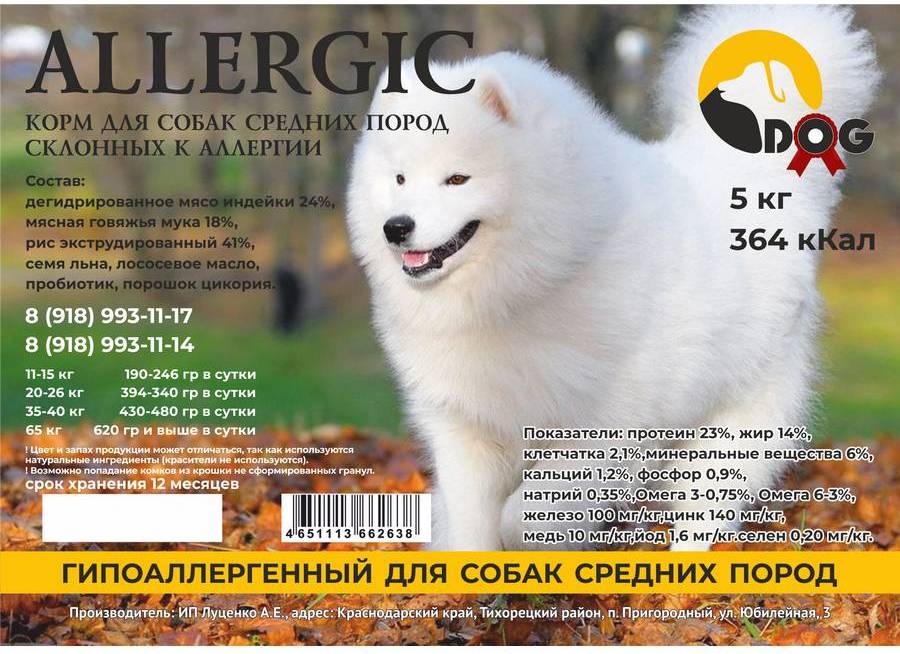 ALLERGIC
КОРМ ДЛЯ СОБАК СРЕДНИХ ПОРОД
СКЛОННЫХ К АЛЛЕРГИИ
Состав:
дегидрированное мясо индейки 24%,
мясная говяжья мука 18%,
рис экструдированный 41%,
семя льна, лососевое масло,
пробиотик, порошок цикория.
8 (918) 993-11-17
8 (918) 993-11-14
11-15 кг 190-246 гр в сутки
20-26 кг 394-340 гр в сутки
35-40 кг 430-480 гр в сутки
65 кг 620 гр и выше в сутки
! Цвет и запах продукции может отличаться, так как используются
натуральные ингредиенты (красители не используются).
! Возможно попадание комков из крошки не сформированных гранул.
срок хранения 12 месяцев
4 651113 662638
DOG
5 кг
364 кКал
Показатели: протеин 23%, жир 14%,
клетчатка 2,1%,минеральные вещества 6%,
кальций 1,2%, фосфор 0,9%,
натрий 0,35%,Омега 3-0,75%, Омега 6-3%,
железо 100 мг/кг,цинк 140 мг/кг,
медь 10 мг/кг,йод 1,6 мг/кг.селен 0,20 мг/кг.
ГИПОАЛЛЕРГЕННЫЙ ДЛЯ СОБАК СРЕДНИХ ПОРОД
Производитель: ИП Луценко А.Е., адрес: Краснодарский край, Тихорецкий район, п. Пригородный, ул. Юбилейная, 3